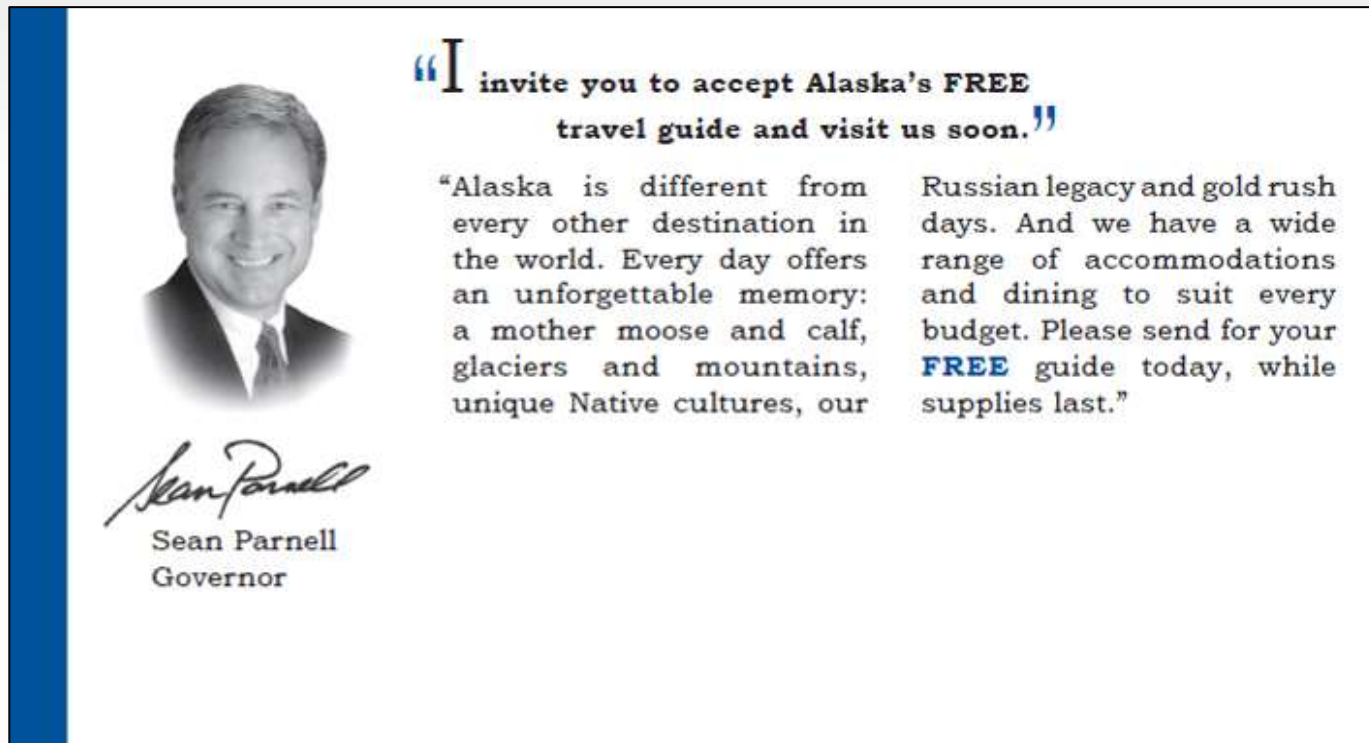 “I invite you to accept Alaska’s FREE
travel guide and visit us soon.”
“Alaska is different from
every other destination in
the world. Every day offers
an unforgettable memory:
a mother moose and calf,
glaciers and mountains,
unique Native cultures, our
Russian legacy and gold rush
days. And we have a wide
range of accommodations
and dining to suit every
budget. Please send for your
FREE guide today, while
supplies last.”
Sean Parnell
Sean Parnell
Governor